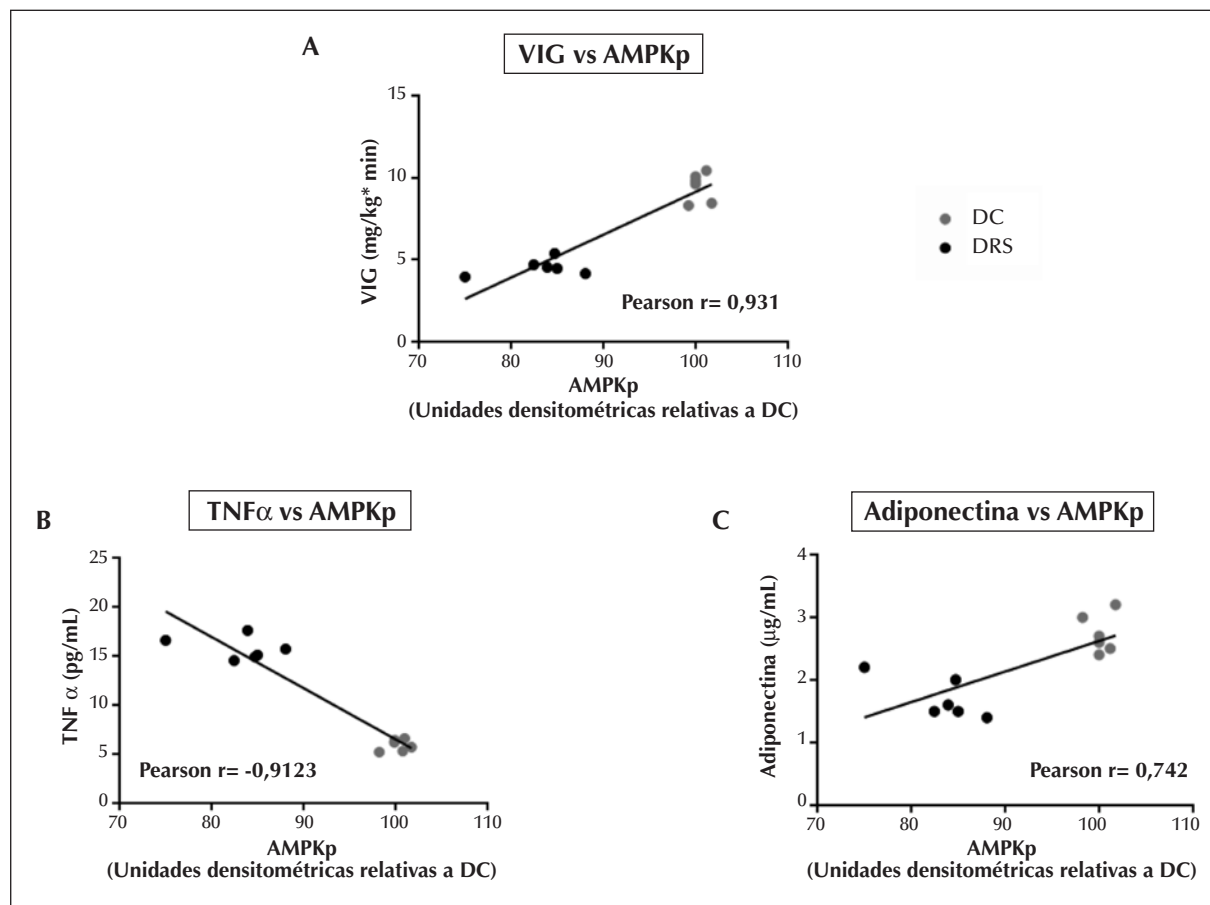 A
VIG vs AMPKp
15
10
5
0
VIG (mg/kg* min)
Pearson r= 0,931
70 80 90 100 110
AMPKp
(Unidades densitométricas relativas a DC)
DC
DRS
B
TNFα vs AMPKp
25
20
15
10
5
0
TNF α (pg/mL)
Pearson r= -0,9123
70 80 90 100 110
AMPKp
(Unidades densitométricas relativas a DC)
C
Adiponectina vs AMPKp
4
3
2
1
0
Adiponectina (µg/mL)
Pearson r= 0,742
70 80 90 100 110
AMPKp
(Unidades densitométricas relativas a DC)